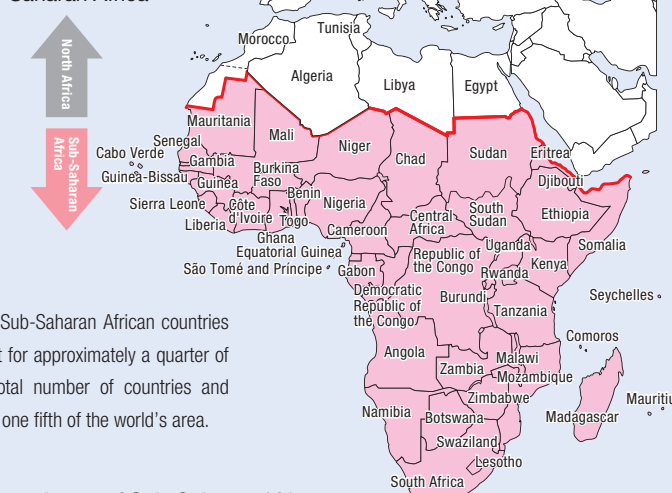 Saharan Africa
North Africa
Sub-Saharan
Africa
Morocco
Tunisia
Algeria
Libya
Egypt
Mauritania
Mali
Niger
Chad
Sudan
Eritrea
Cabo Verde
Senegal
Gambia
Guinea-Bissau
Guinea
Burkina
Faso
Benin
Nigeria
Djibouti
Ethiopia
Sierra Leone
Côte
d'Ivoire
Togo
Liberia
Ghana
Cameroon
Central
Africa
South
Sudan
Somalia
Equatorial Guinea
São Tomé and Príncipe
Gabon
Republic of
the Congo
Uganda
Kenya
Rwanda
Democratic
Republic of
the Congo
Burundi
Tanzania
Seychelles
Angola
Zambia
Malawi
Mozambique
Comoros
Zimbabwe
Namibia
Botswana
Madagascar
Mauritiu
Swaziland
Lesotho
South Africa
Sub-Saharan African countries
t for approximately a quarter of
otal number of countries and
one fifth of the world's area.